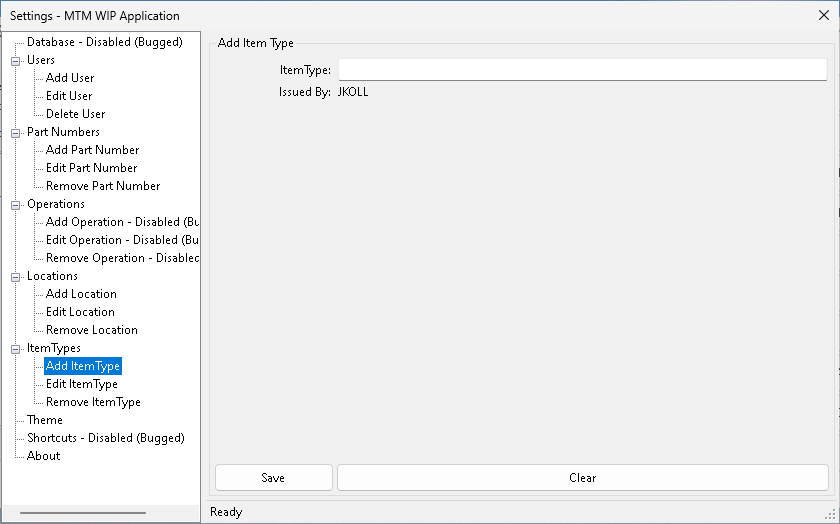 Settings - MTM WIP Application
Database - Disabled (Bugged)
Users
Add User
Edit User
Delete User
Part Numbers
Add Part Number
Edit Part Number
Remove Part Number
Operations
Add Operation - Disabled (Bu
Edit Operation - Disabled (Bu
Remove Operation - Disabled
Locations
Add Location
Edit Location
Remove Location
ItemTypes
Add ItemType
Edit ItemType
Remove ItemType
Theme
Shortcuts - Disabled (Bugged)
About
Add Item Type
ItemType:
Issued By: JKOLL
Save
Clear
Ready